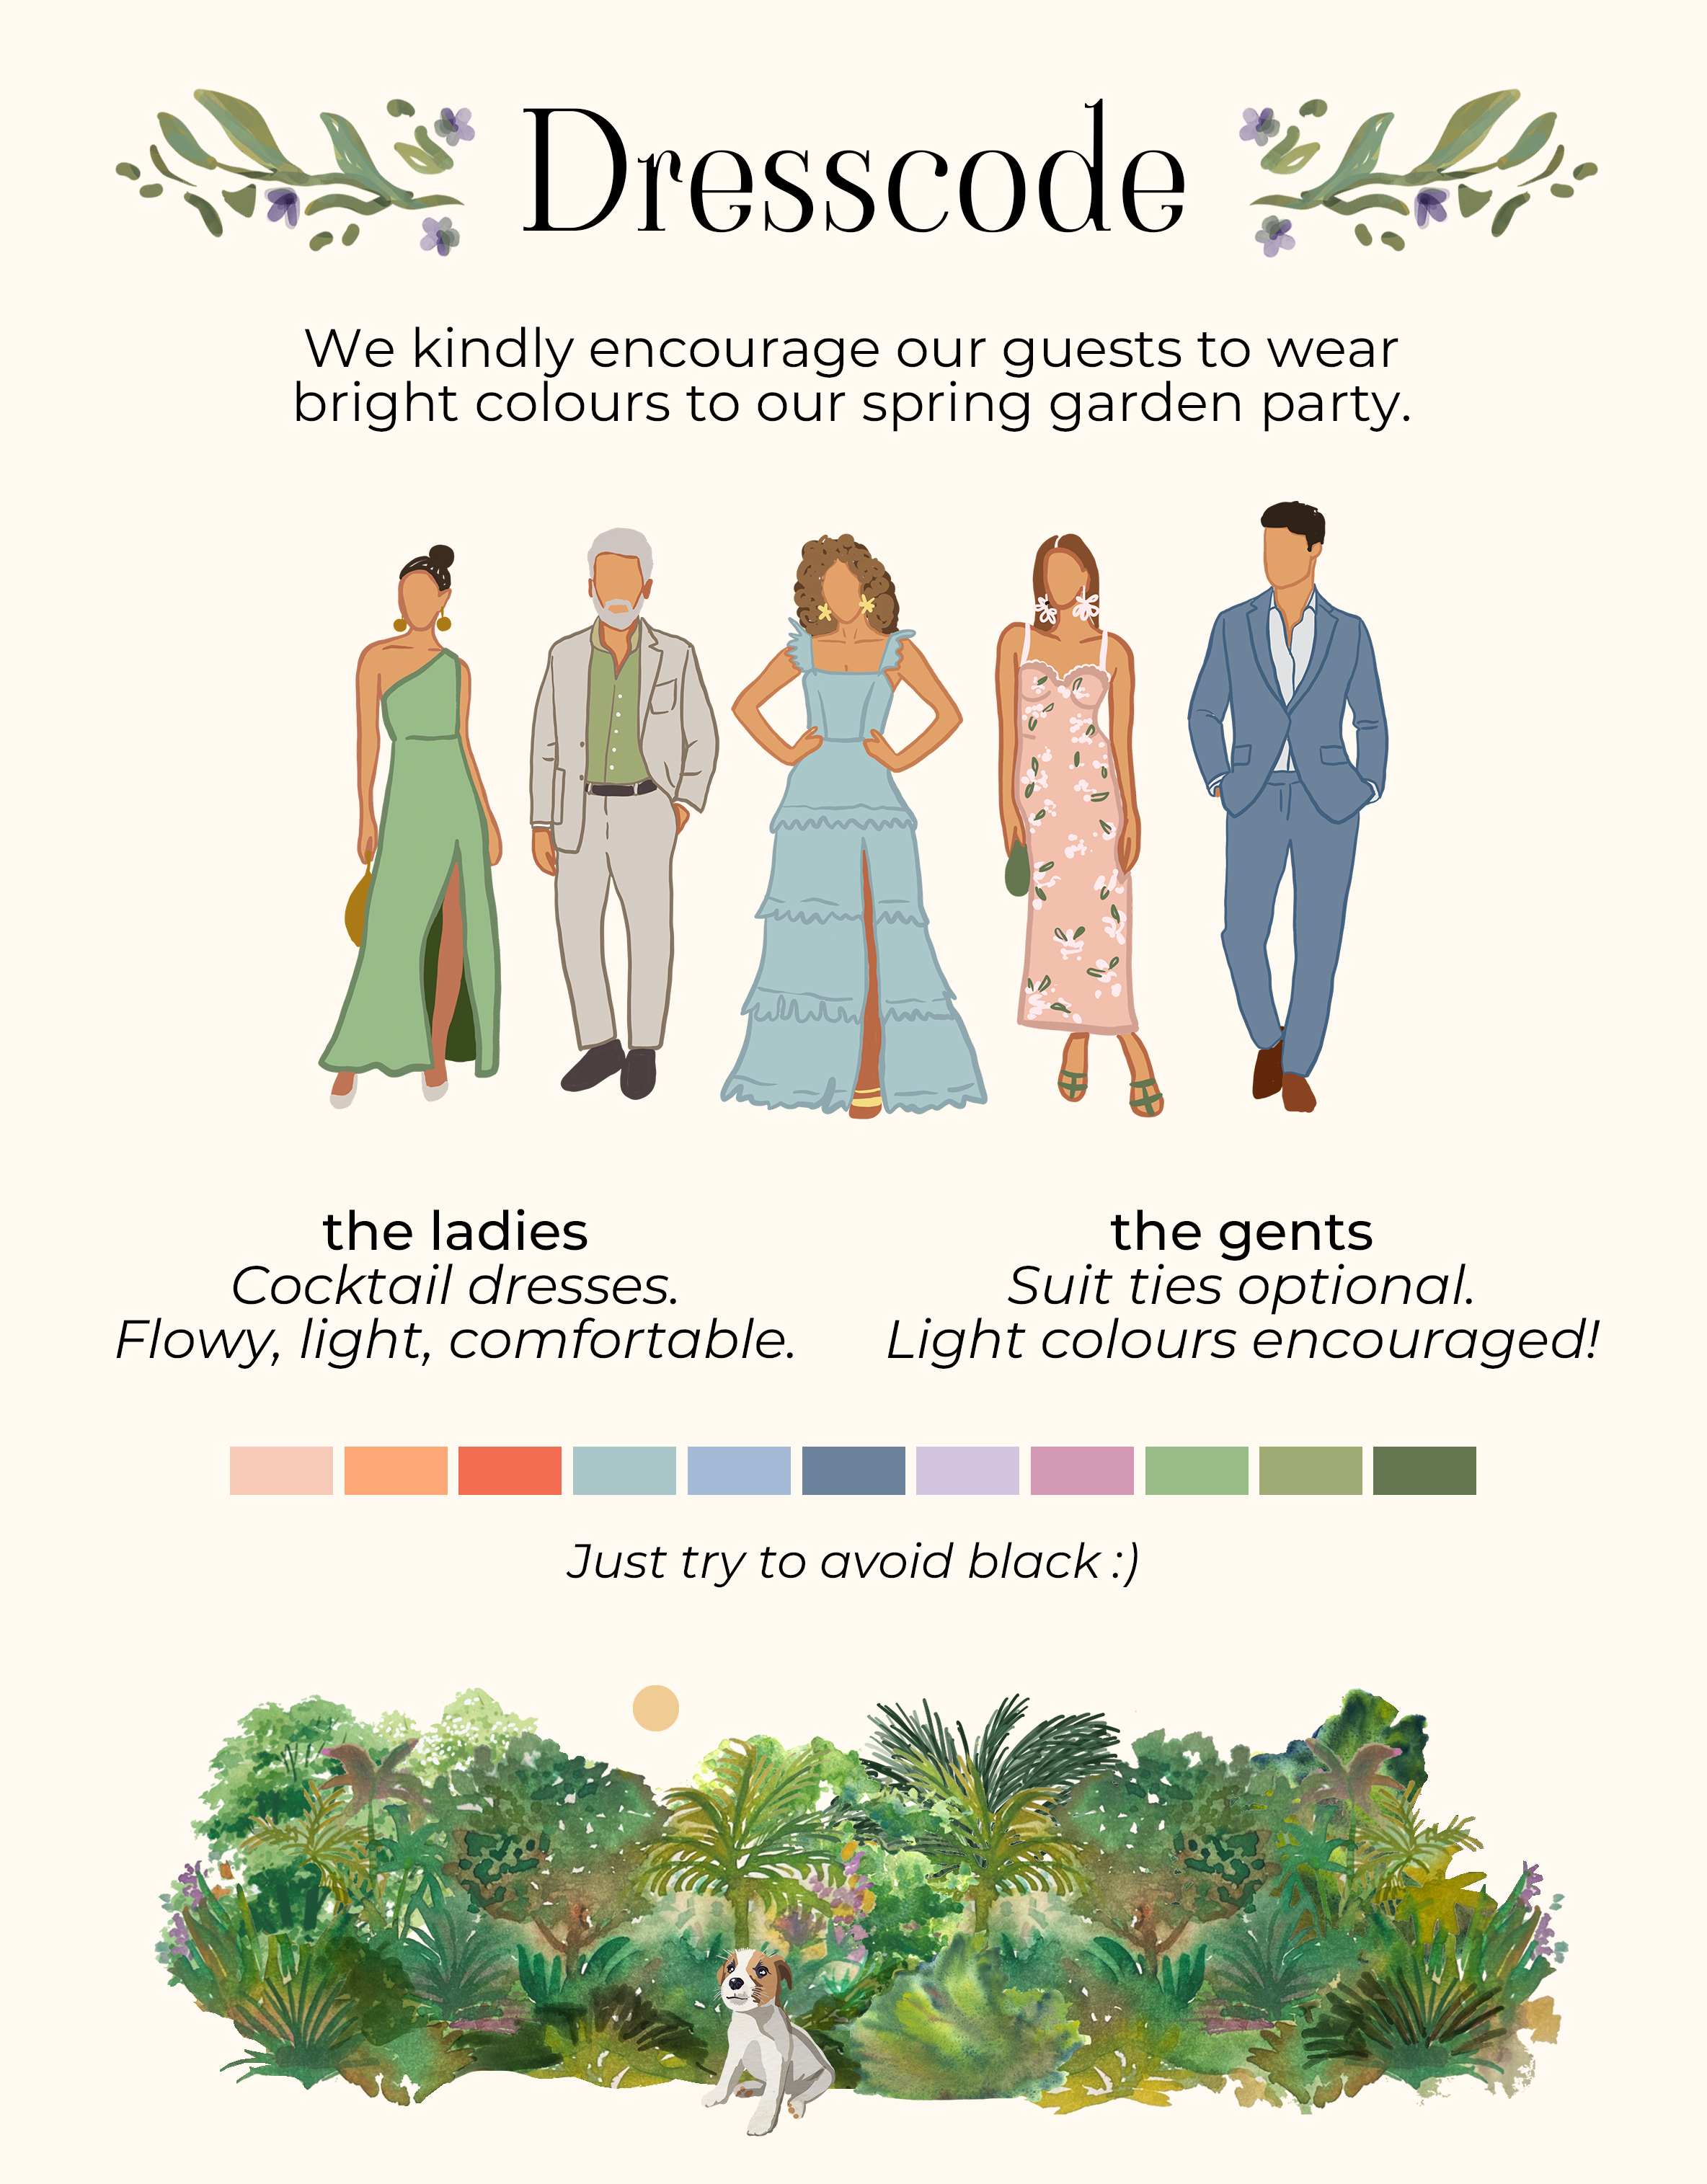 Dresscode
We kindly encourage our guests to wear
bright colours to our spring garden party.
the ladies
Cocktail dresses.
Flowy, light, comfortable.
the gents
Suit ties optional.
Light colours encouraged!
Just try to avoid black :)